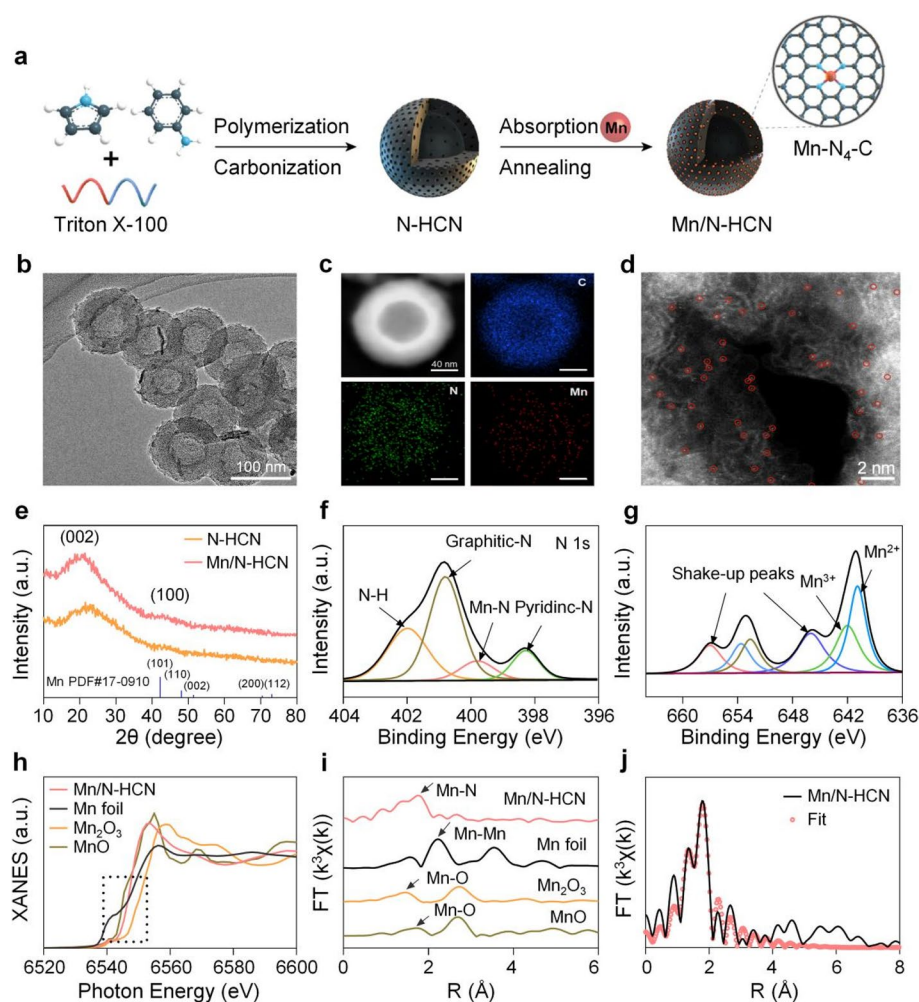 a
Polymerization
Carbonization
Absorption Mn
Annealing
Mn-N₄-C
Triton X-100
N-HCN
Mn/N-HCN
b
100 nm
c
C
40 nm
N
Mn
d
2 nm
e
(002)
N-HCN
Mn/N-HCN
(100)
(101)
(110)
(002)
(200)(112)
Mn PDF#17-0910
Intensity (a.u.)
10 20 30 40 50 60 70 80
2θ (degree)
f
N 1s
Graphitic-N
N-H
Mn-N Pyridinc-N
Intensity (a.u.)
404 402 400 398 396
Binding Energy (eV)
g
Mn²⁺
Shake-up peaks
Mn³⁺
Intensity (a.u.)
660 654 648 642 636
Binding Energy (eV)
h
Mn/N-HCN
Mn foil
Mn₂O₃
MnO
XANES (a.u.)
6520 6540 6560 6580 6600
Photon Energy (eV)
i
Mn-N
Mn/N-HCN
Mn-Mn
Mn foil
Mn-O
Mn₂O₃
Mn-O
MnO
FT (k³χ(k))
0 2 4 6
R (Å)
j
Mn/N-HCN
Fit
FT (k³χ(k))
0 2 4 6 8
R (Å)